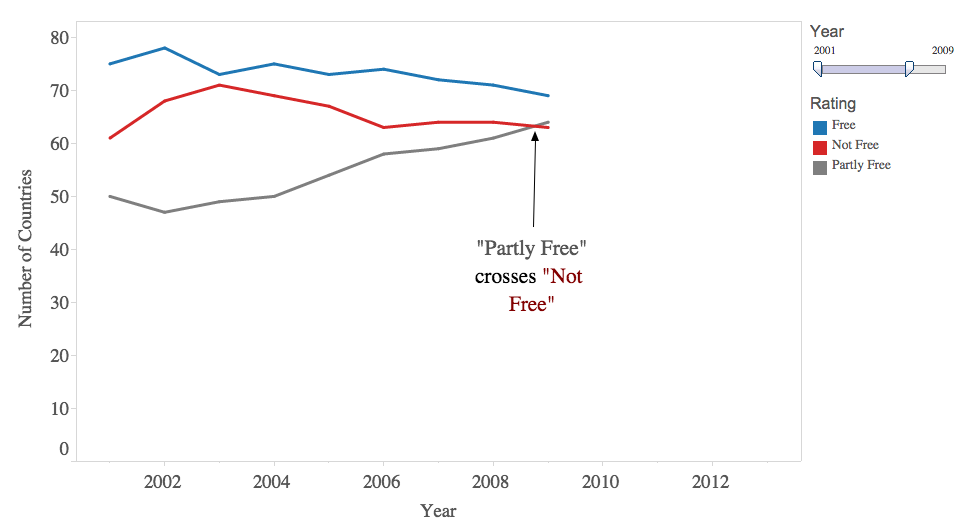 80
70
60
50
40
30
20
10
0
Number of Countries
2002 2004 2006 2008 2010 2012
Year
"Partly Free"
crosses "Not
Free"
Year
2001 2009
Rating
Free
Not Free
Partly Free